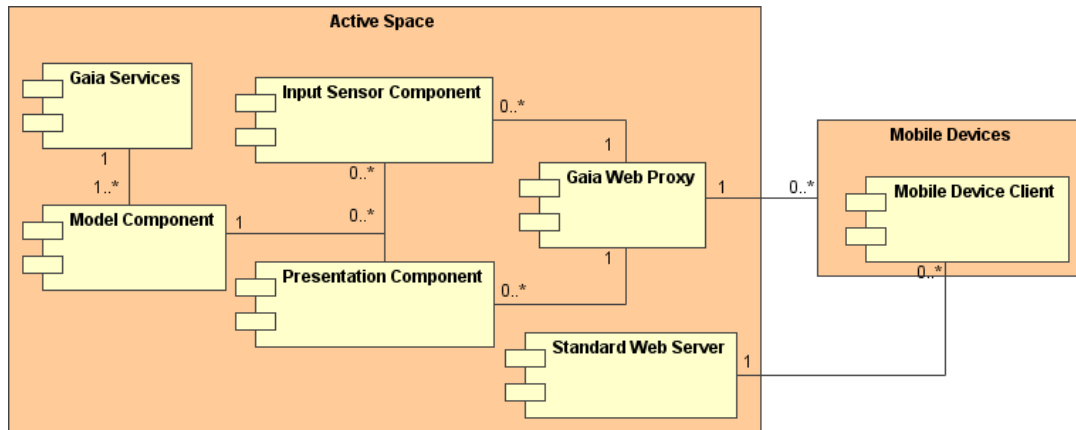 Active Space
Gaia Services
Input Sensor Component
0..*
1
1
1..*
0..*
Mobile Devices
Gaia Web Proxy
1
0..*
Mobile Device Client
Model Component
1
0..*
1
Presentation Component
0..*
0..*
Standard Web Server
1